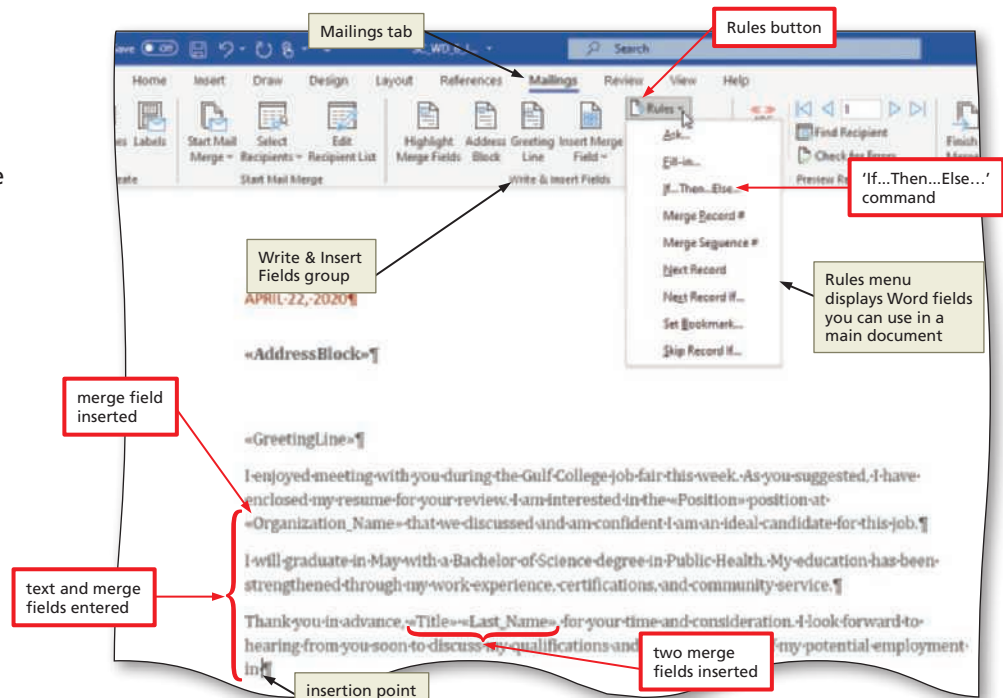 ave Off
Search
Mailings tab
Rules button
Home Insert Draw Design Layout References Mailings Review View Help
Labels
Start Mail Merge
Select Recipients
Edit Recipient List
Highlight Merge Fields
Address Block
Greeting Line
Insert Merge Field
Rules
1
Find Recipient
Check for Errors
Finish
eate
Start Mail Merge
Write & Insert Fields
Preview Re
Ask...
Fill-in...
If...Then...Else...
Merge Record #
Merge Sequence #
Next Record
Next Record If...
Set Bookmark...
Skip Record If...
'If...Then...Else...'
command
Write & Insert
Fields group
Rules menu
displays Word fields
you can use in a
main document
e
APRIL·22,·2020¶
«AddressBlock»¶
merge field
inserted
«GreetingLine»¶
I·enjoyed·meeting·with·you·during·the·Gulf·College·job·fair·this·week.·As·you·suggested,·I·have·
enclosed·my·resume·for·your·review.·I·am·interested·in·the·«Position»·position·at·
«Organization_Name»·that·we·discussed·and·am·confident·I·am·an·ideal·candidate·for·this·job.¶
I·will·graduate·in·May·with·a·Bachelor·of·Science·degree·in·Public·Health.·My·education·has·been·
strengthened·through·my·work·experience,·certifications,·and·community·service.¶
text and merge
fields entered
Thank·you·in·advance,·«Title»·«Last_Name»,·for·your·time·and·consideration.·I·look·forward·to·
hearing·from·you·soon·to·discuss·my·qualifications·and· my·potential·employment·
in·¶
two merge
fields inserted
insertion point